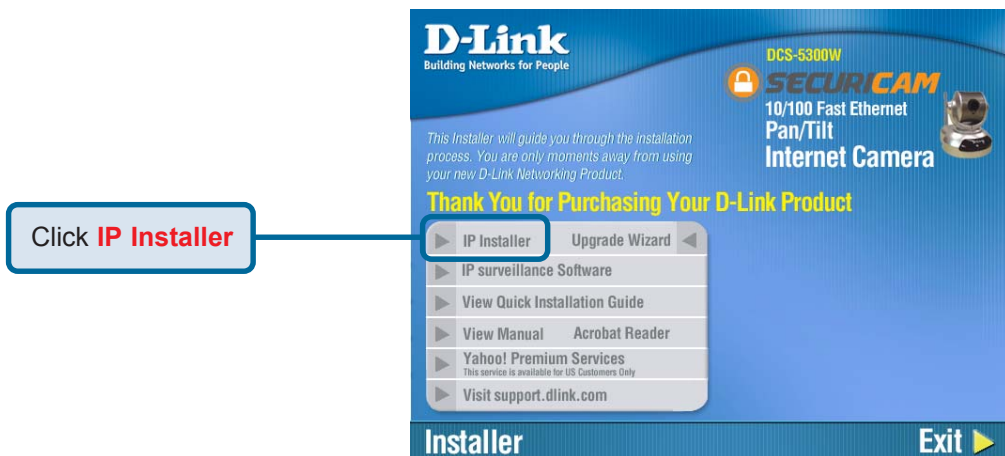 D-Link
Building Networks for People
DCS-5300W
SECURICAM
10/100 Fast Ethernet
Pan/Tilt
Internet Camera
This Installer will guide you through the installation
process. You are only moments away from using
your new D-Link Networking Product.
Thank You for Purchasing Your D-Link Product
Click IP Installer
IP Installer Upgrade Wizard
IP surveillance Software
View Quick Installation Guide
View Manual Acrobat Reader
Yahoo! Premium Services
This service is available for US Customers Only
Visit support.dlink.com
Installer Exit